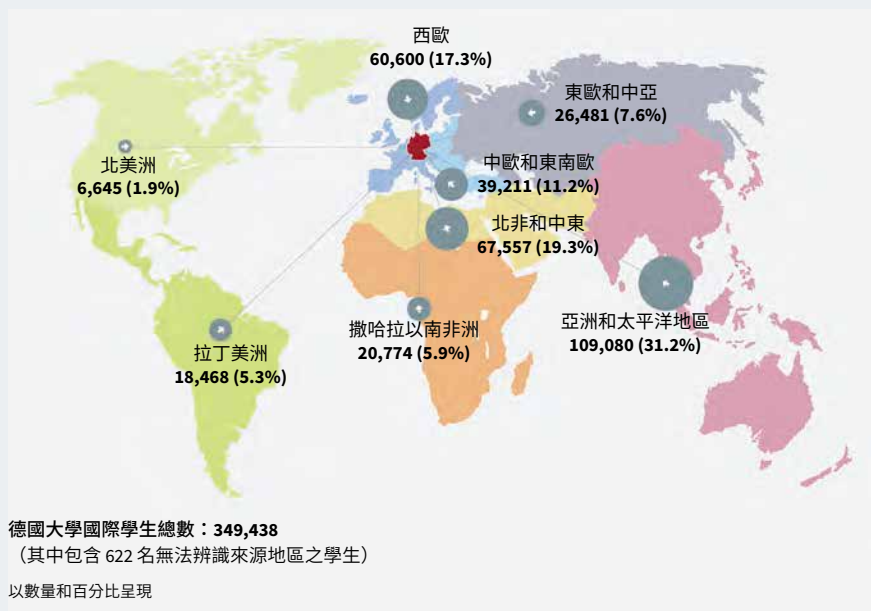 西歐
60,600 (17.3%)
東歐和中亞
26,481 (7.6%)
北美洲
6,645 (1.9%)
中歐和東南歐
39,211 (11.2%)
北非和中東
67,557 (19.3%)
亞洲和太平洋地區
109,080 (31.2%)
撒哈拉以南非洲
20,774 (5.9%)
拉丁美洲
18,468 (5.3%)
德國大學國際學生總數：349,438
（其中包含 622 名無法辨識來源地區之學生）
以數量和百分比呈現